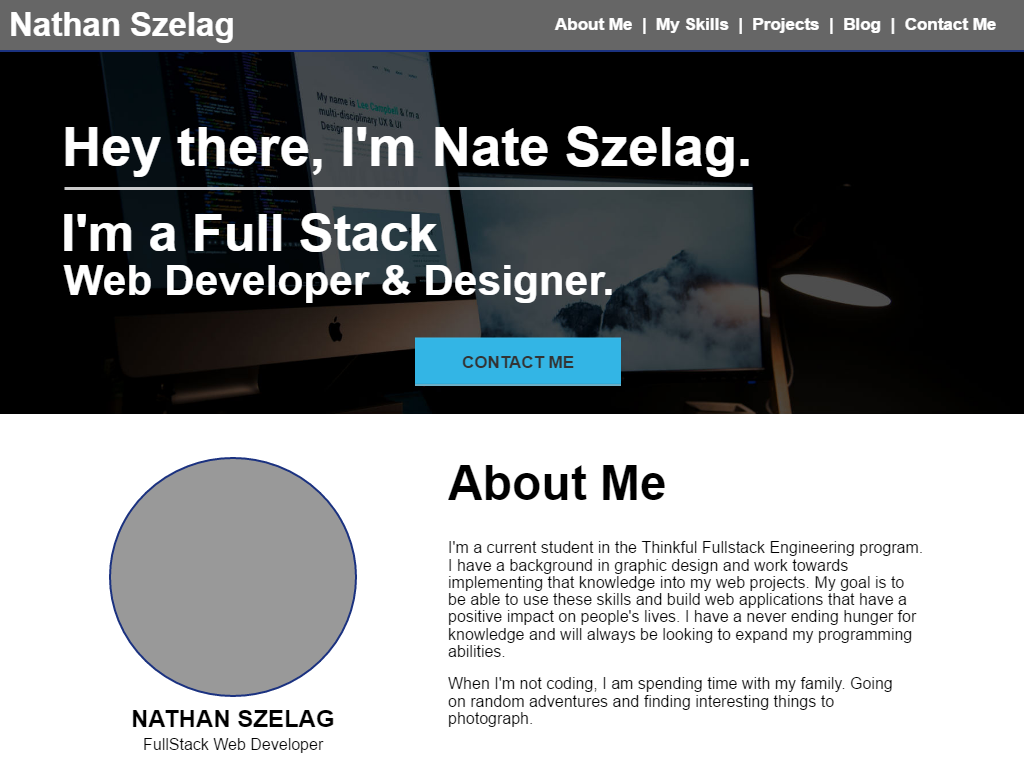 Nathan Szelag
About Me | My Skills | Projects | Blog | Contact Me
My name is Lee Campbell & I'm a
multi-disciplinary UX & UI
Hey there, I'm Nate Szelag.
I'm a Full Stack
Web Developer & Designer.
CONTACT ME
About Me
I'm a current student in the Thinkful Fullstack Engineering program.
I have a background in graphic design and work towards
implementing that knowledge into my web projects. My goal is to
be able to use these skills and build web applications that have a
positive impact on people's lives. I have a never ending hunger for
knowledge and will always be looking to expand my programming
abilities.
When I'm not coding, I am spending time with my family. Going
on random adventures and finding interesting things to
photograph.
NATHAN SZELAG
FullStack Web Developer